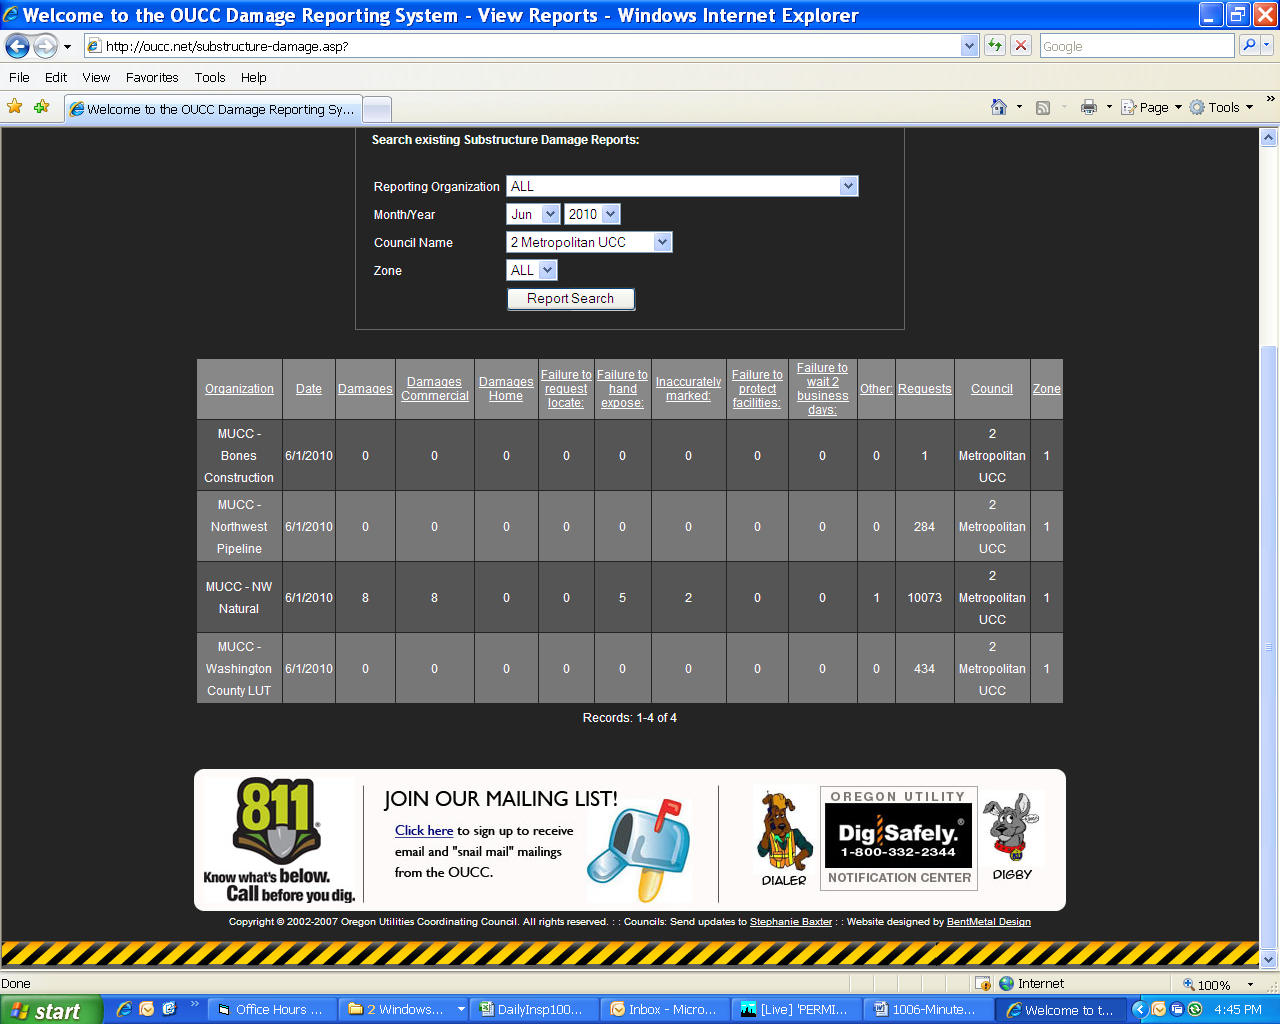 Welcome to the OUCC Damage Reporting System - View Reports - Windows Internet Explorer
http://oucc.net/substructure-damage.asp?
Google
File Edit View Favorites Tools Help
Welcome to the OUCC Damage Reporting Sy...
Page Tools
Search existing Substructure Damage Reports:
Reporting Organization ALL
Month/Year Jun 2010
Council Name 2 Metropolitan UCC
Zone ALL
Report Search
Organization Date Damages Damages Commercial Damages Home Failure to request locate: Failure to hand expose: Inaccurately marked: Failure to protect facilities: Failure to wait 2 business days: Other: Requests Council Zone
MUCC - Bones Construction 6/1/2010 0 0 0 0 0 0 0 0 0 1 2 Metropolitan UCC 1
MUCC - Northwest Pipeline 6/1/2010 0 0 0 0 0 0 0 0 0 284 2 Metropolitan UCC 1
MUCC - NW Natural 6/1/2010 8 8 0 0 5 2 0 0 1 10073 2 Metropolitan UCC 1
MUCC - Washington County LUT 6/1/2010 0 0 0 0 0 0 0 0 0 434 2 Metropolitan UCC 1
Records: 1-4 of 4
811
Know what's below.
Call before you dig.
JOIN OUR MAILING LIST!
Click here to sign up to receive
email and "snail mail" mailings
from the OUCC.
DIALER
OREGON UTILITY
Dig Safely.®
1-800-332-2344
NOTIFICATION CENTER
DIGBY
Copyright © 2002-2007 Oregon Utilities Coordinating Council. All rights reserved. : : Councils: Send updates to Stephanie Baxter : : Website designed by BentMetal Design
Done Internet 100%
start Office Hours ... 2 Windows... DailyInsp100... Inbox - Micro... [Live] 'PERMI... 1006-Minute... Welcome to t... 4:45 PM